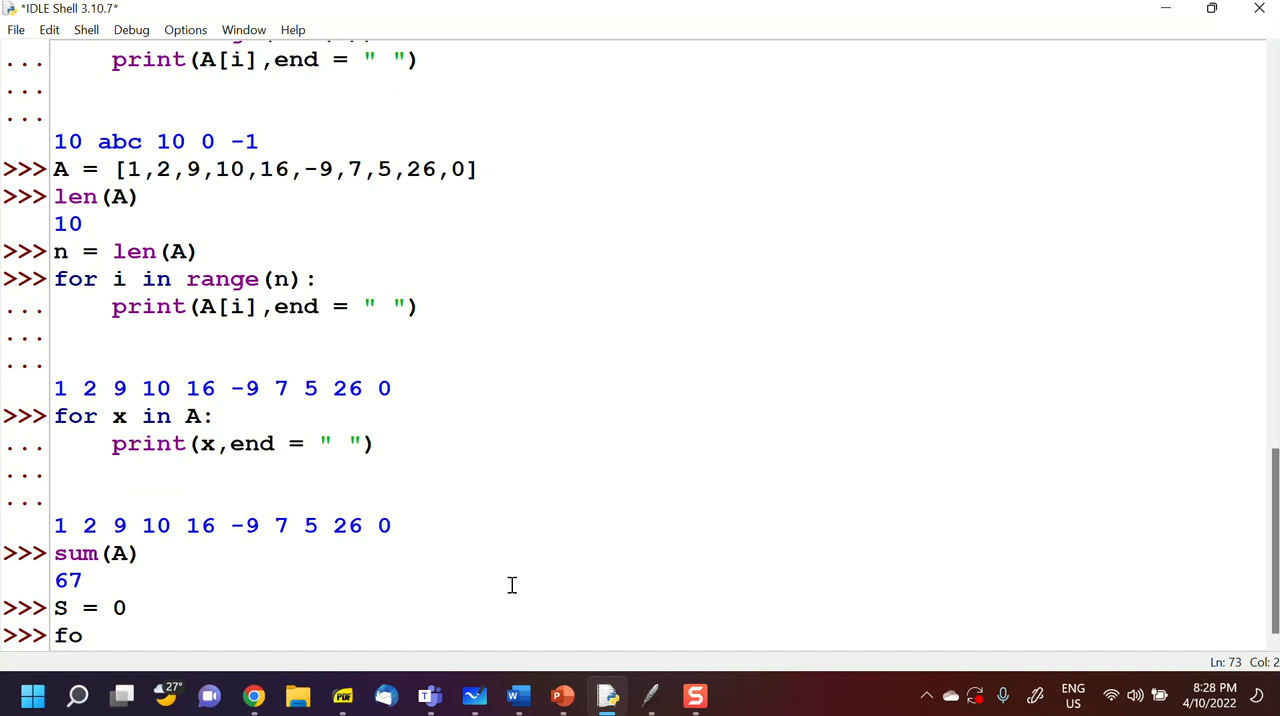 *IDLE Shell 3.10.7*
File Edit Shell Debug Options Window Help
... print(A[i],end = " ")
...
...
10 abc 10 0 -1
>>> A = [1,2,9,10,16,-9,7,5,26,0]
>>> len(A)
10
>>> n = len(A)
>>> for i in range(n):
... print(A[i],end = " ")
...
...
1 2 9 10 16 -9 7 5 26 0
>>> for x in A:
... print(x,end = " ")
...
...
1 2 9 10 16 -9 7 5 26 0
>>> sum(A)
67
>>> S = 0
>>> fo
Ln: 73 Col: 2
27°
PDF
S
ENG
US
8:28 PM
4/10/2022